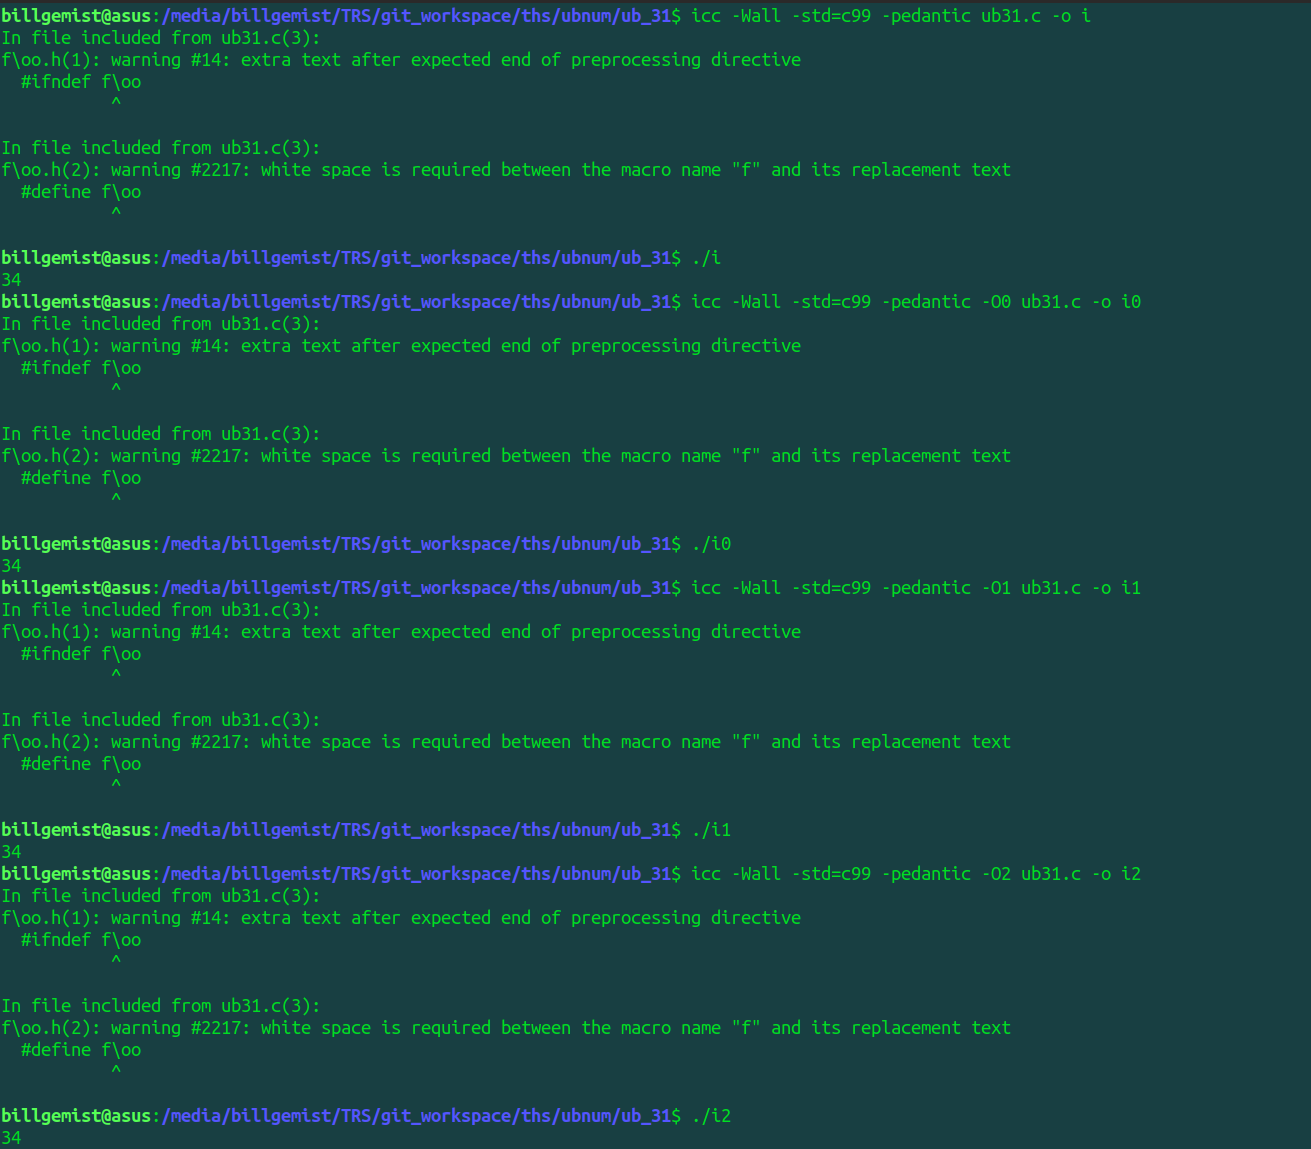 billgemist@asus:/media/billgemist/TRS/git_workspace/ths/ubnum/ub_31$ icc -Wall -std=c99 -pedantic ub31.c -o i
In file included from ub31.c(3):
f\oo.h(1): warning #14: extra text after expected end of preprocessing directive
  #ifndef f\oo
           ^
In file included from ub31.c(3):
f\oo.h(2): warning #2217: white space is required between the macro name "f" and its replacement text
  #define f\oo
           ^
billgemist@asus:/media/billgemist/TRS/git_workspace/ths/ubnum/ub_31$ ./i
34
billgemist@asus:/media/billgemist/TRS/git_workspace/ths/ubnum/ub_31$ icc -Wall -std=c99 -pedantic -O0 ub31.c -o i0
In file included from ub31.c(3):
f\oo.h(1): warning #14: extra text after expected end of preprocessing directive
  #ifndef f\oo
           ^
In file included from ub31.c(3):
f\oo.h(2): warning #2217: white space is required between the macro name "f" and its replacement text
  #define f\oo
           ^
billgemist@asus:/media/billgemist/TRS/git_workspace/ths/ubnum/ub_31$ ./i0
34
billgemist@asus:/media/billgemist/TRS/git_workspace/ths/ubnum/ub_31$ icc -Wall -std=c99 -pedantic -O1 ub31.c -o i1
In file included from ub31.c(3):
f\oo.h(1): warning #14: extra text after expected end of preprocessing directive
  #ifndef f\oo
           ^
In file included from ub31.c(3):
f\oo.h(2): warning #2217: white space is required between the macro name "f" and its replacement text
  #define f\oo
           ^
billgemist@asus:/media/billgemist/TRS/git_workspace/ths/ubnum/ub_31$ ./i1
34
billgemist@asus:/media/billgemist/TRS/git_workspace/ths/ubnum/ub_31$ icc -Wall -std=c99 -pedantic -O2 ub31.c -o i2
In file included from ub31.c(3):
f\oo.h(1): warning #14: extra text after expected end of preprocessing directive
  #ifndef f\oo
           ^
In file included from ub31.c(3):
f\oo.h(2): warning #2217: white space is required between the macro name "f" and its replacement text
  #define f\oo
           ^
billgemist@asus:/media/billgemist/TRS/git_workspace/ths/ubnum/ub_31$ ./i2
34